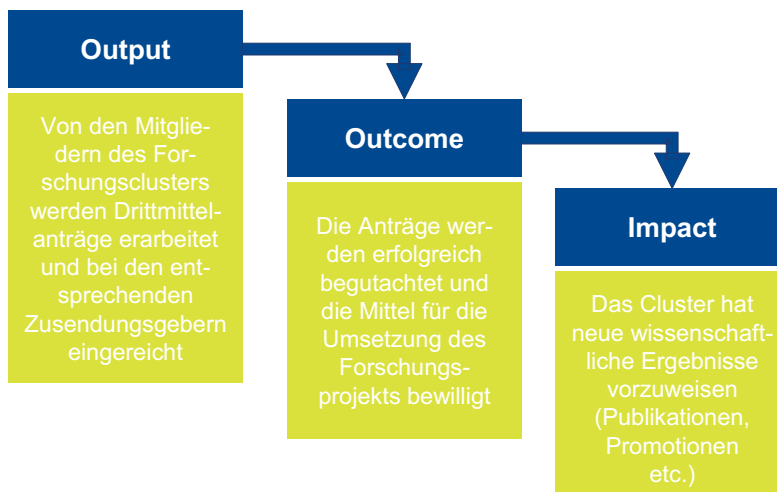 Output
Von den Mitglie-
dern des For-
schungsclusters
werden Drittmittel-
anträge erarbeitet
und bei den ent-
sprechenden
Zusendungsgebern
eingereicht
Outcome
Die Anträge wer-
den erfolgreich
begutachtet und
die Mittel für die
Umsetzung des
Forschungs-
projekts bewilligt
Impact
Das Cluster hat
neue wissenschaft-
liche Ergebnisse
vorzuweisen
(Publikationen,
Promotionen
etc.)